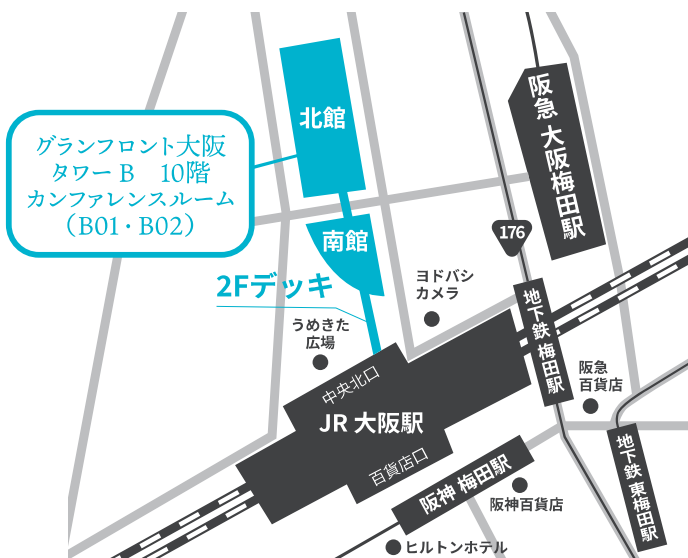 阪急 大阪梅田駅
北館
グランフロント大阪
タワー B　10階
カンファレンスルーム
（B01・B02）
南館
176
2Fデッキ
ヨドバシ
カメラ
うめきた
広場
地下鉄 梅田駅
中央北口
阪急
百貨店
JR 大阪駅
百貨店口
地下鉄 東梅田駅
阪神 梅田駅
阪神百貨店
ヒルトンホテル